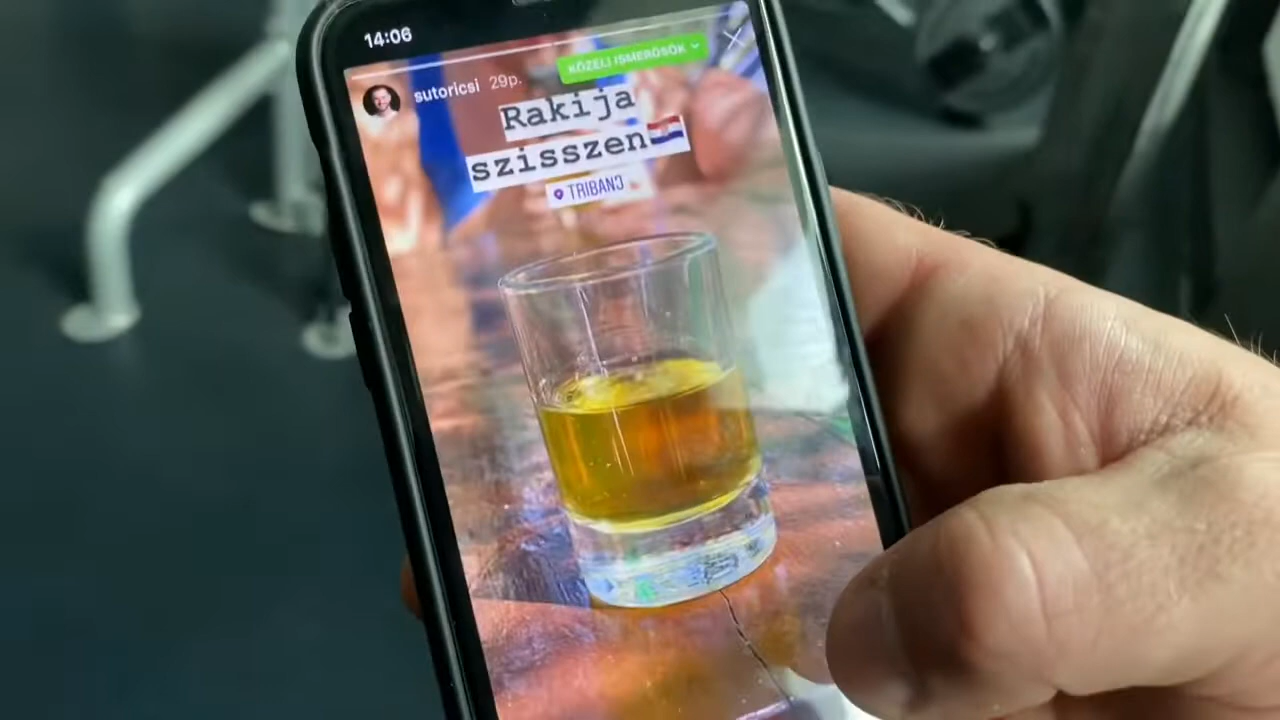 14:06
KÖZELI ISMERŐSÖK
sutoricsi 29p.
Rakija
szisszen
TRIBANJ